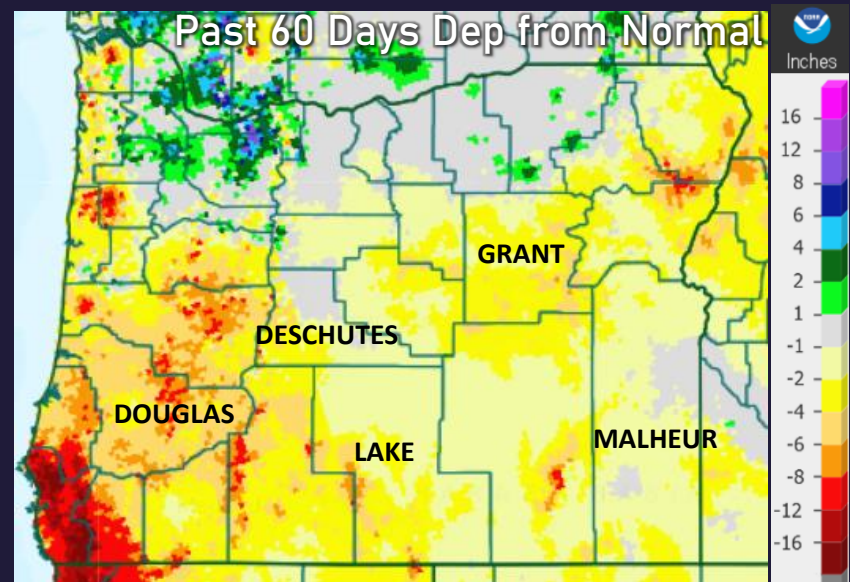 Past 60 Days Dep from Normal
noaa
Inches
16
12
8
6
4
2
1
-1
-2
-4
-6
-8
-12
-16
GRANT
DESCHUTES
DOUGLAS
LAKE
MALHEUR